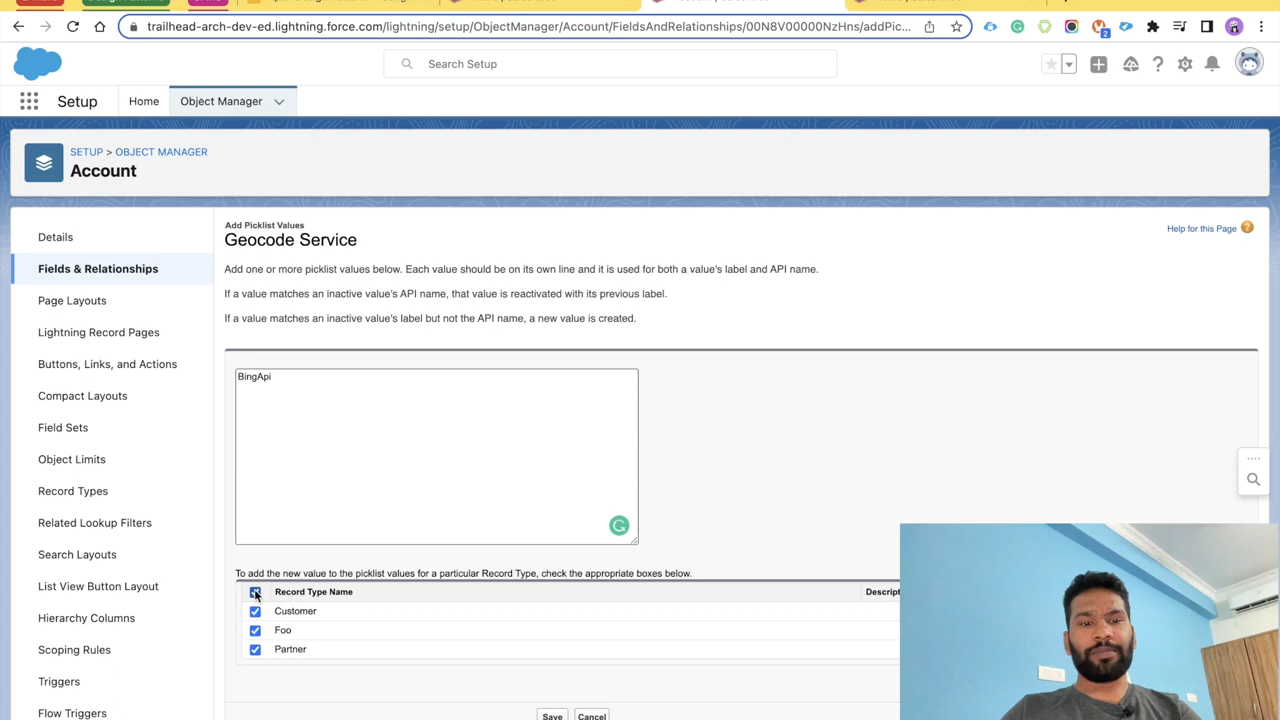 trailhead-arch-dev-ed.lightning.force.com/lightning/setup/ObjectManager/Account/FieldsAndRelationships/00N8V00000NzHns/addPic...
2
Search Setup
Setup
Home
Object Manager
SETUP > OBJECT MANAGER
Account
Details
Fields & Relationships
Page Layouts
Lightning Record Pages
Buttons, Links, and Actions
Compact Layouts
Field Sets
Object Limits
Record Types
Related Lookup Filters
Search Layouts
List View Button Layout
Hierarchy Columns
Scoping Rules
Triggers
Flow Triggers
Add Picklist Values
Geocode Service
Help for this Page
Add one or more picklist values below. Each value should be on its own line and it is used for both a value's label and API name.
If a value matches an inactive value's API name, that value is reactivated with its previous label.
If a value matches an inactive value's label but not the API name, a new value is created.
BingApi
To add the new value to the picklist values for a particular Record Type, check the appropriate boxes below.
Record Type Name
Customer
Foo
Partner
Save
Cancel